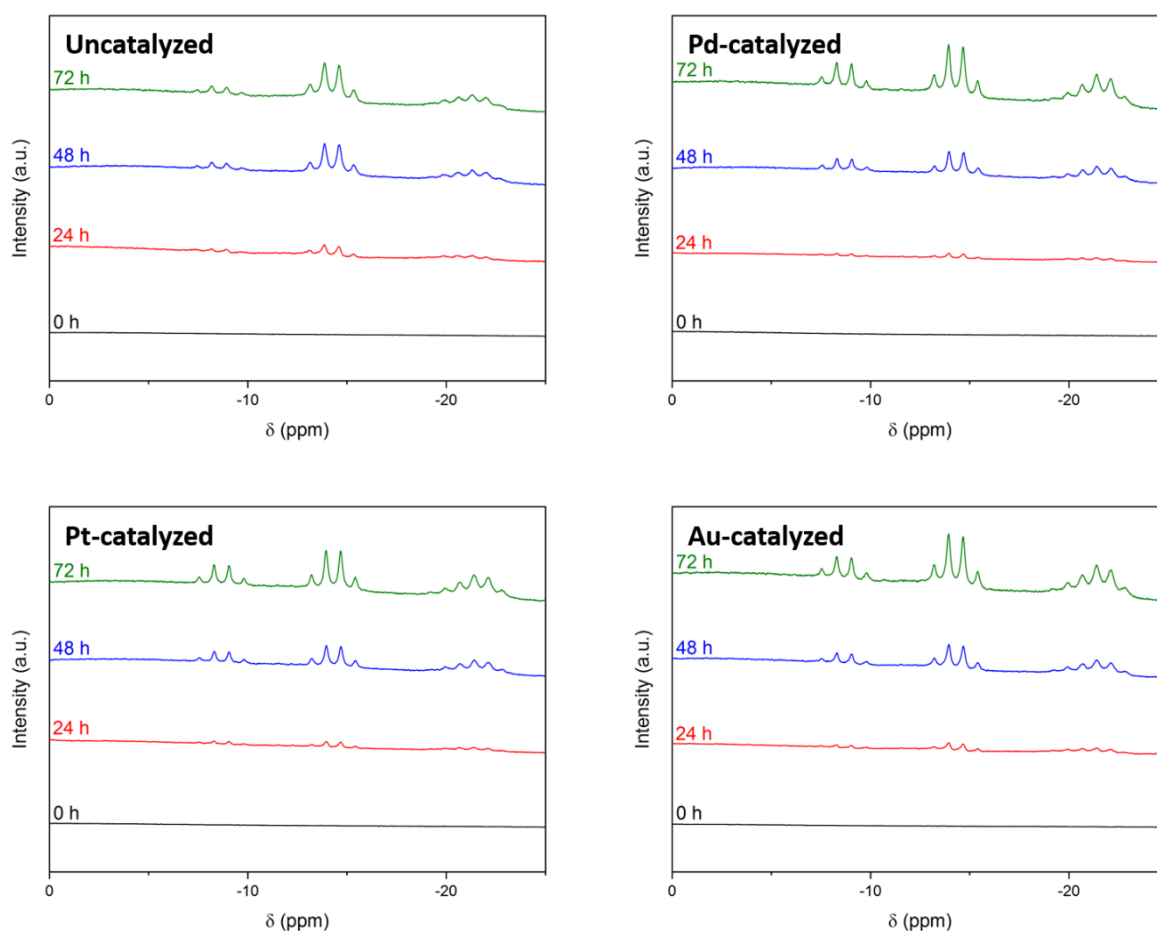 Uncatalyzed
72 h
48 h
24 h
0 h
Intensity (a.u.)
0 -10 -20
δ (ppm)
Pd-catalyzed
72 h
48 h
24 h
0 h
Intensity (a.u.)
0 -10 -20
δ (ppm)
Pt-catalyzed
72 h
48 h
24 h
0 h
Intensity (a.u.)
0 -10 -20
δ (ppm)
Au-catalyzed
72 h
48 h
24 h
0 h
Intensity (a.u.)
0 -10 -20
δ (ppm)